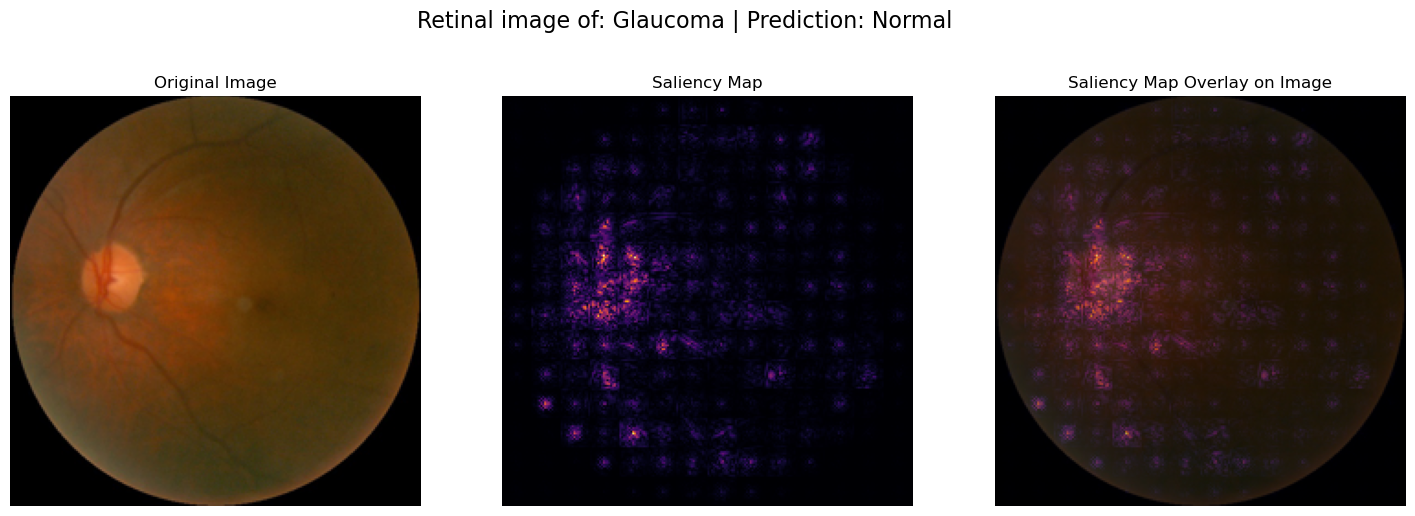 Retinal image of: Glaucoma | Prediction: Normal
Original Image
Saliency Map
Saliency Map Overlay on Image